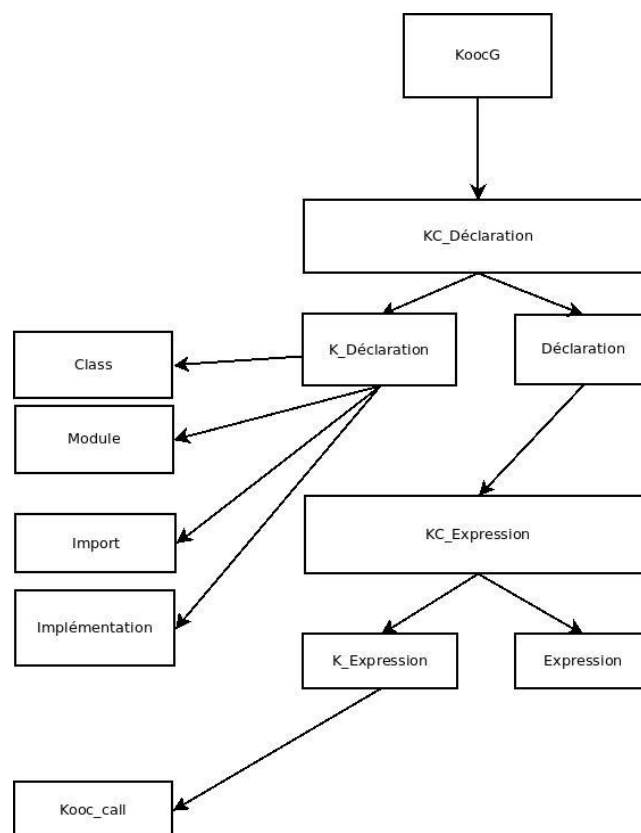 KoocG
KC_Déclaration
K_Déclaration
Déclaration
Class
Module
Import
Implémentation
KC_Expression
K_Expression
Expression
Kooc_call